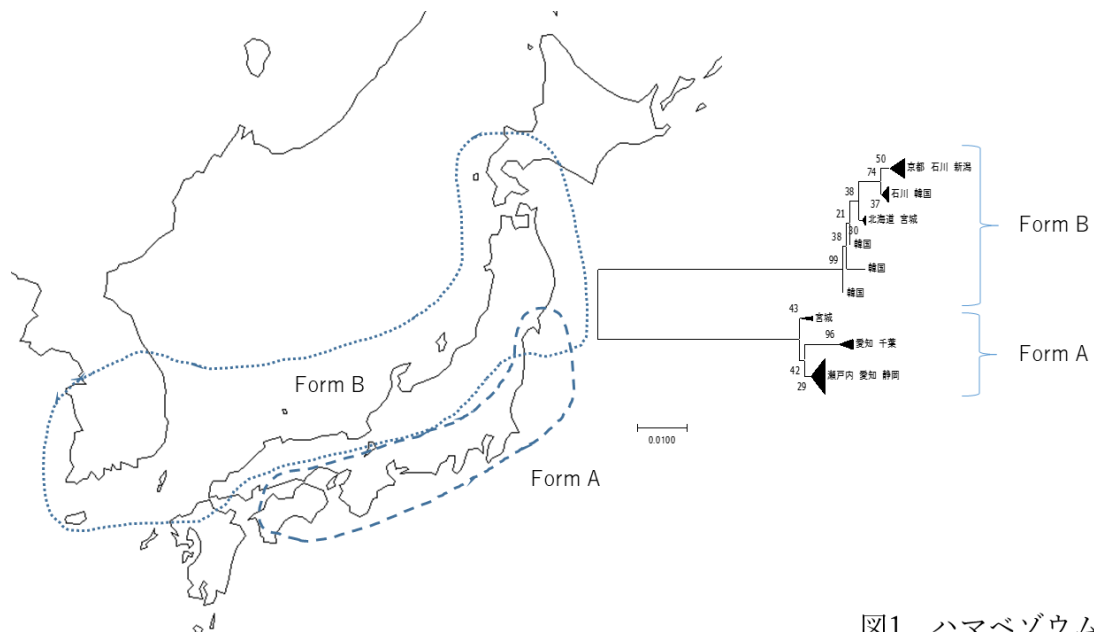 Form B
Form A
50
京都 石川 新潟
74
37
石川 韓国
38
北海道 宮城
21
30
韓国
38
韓国
99
韓国
Form B
43
宮城
96
愛知 千葉
42
瀬戸内 愛知 静岡
29
Form A
0.0100
図1 ハマベゾウム